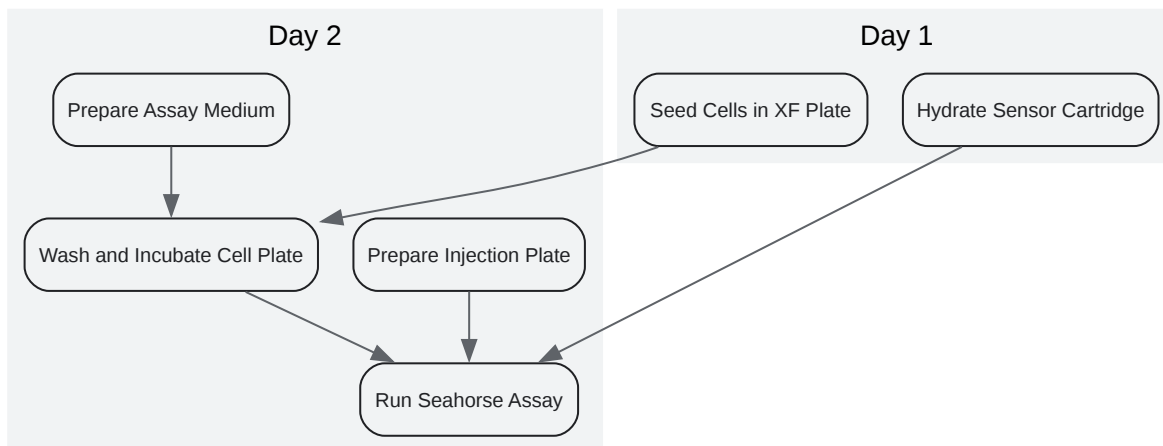 Day 2
Day 1
Prepare Assay Medium
Seed Cells in XF Plate
Hydrate Sensor Cartridge
Wash and Incubate Cell Plate
Prepare Injection Plate
Run Seahorse Assay